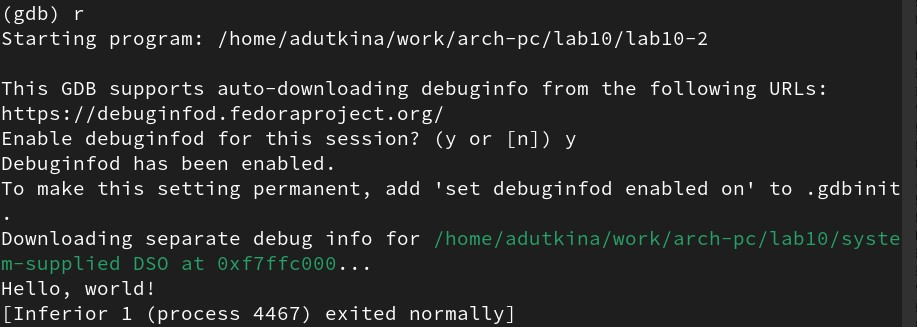 (gdb) r
Starting program: /home/adutkina/work/arch-pc/lab10/lab10-2

This GDB supports auto-downloading debuginfo from the following URLs:
https://debuginfod.fedoraproject.org/
Enable debuginfod for this session? (y or [n]) y
Debuginfod has been enabled.
To make this setting permanent, add 'set debuginfod enabled on' to .gdbinit
.
Downloading separate debug info for /home/adutkina/work/arch-pc/lab10/syste
m-supplied DSO at 0xf7ffc000...
Hello, world!
[Inferior 1 (process 4467) exited normally]